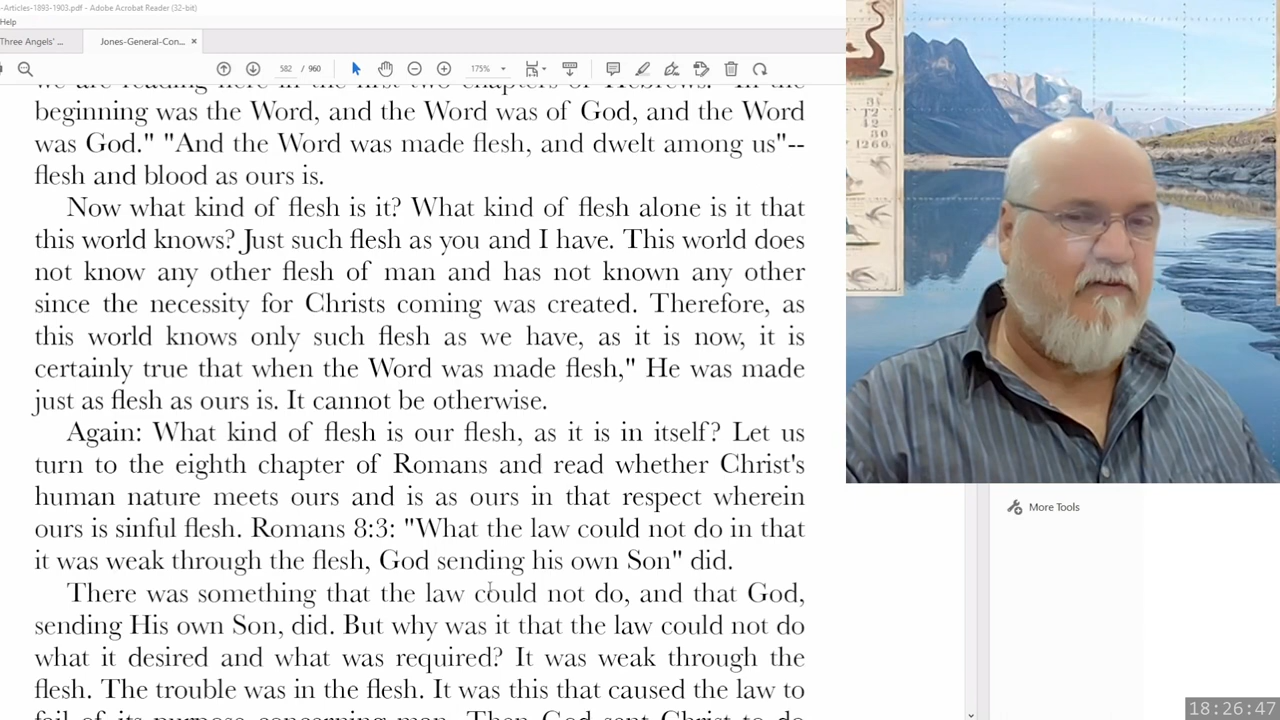 -Articles-1893-1903.pdf - Adobe Acrobat Reader (32-bit)
Help
Three Angels' ...
Jones-General-Con... ×
582 960
175%
beginning was the Word, and the Word was of God, and the Word
was God." "And the Word was made flesh, and dwelt among us"--
flesh and blood as ours is.
Now what kind of flesh is it? What kind of flesh alone is it that
this world knows? Just such flesh as you and I have. This world does
not know any other flesh of man and has not known any other
since the necessity for Christs coming was created. Therefore, as
this world knows only such flesh as we have, as it is now, it is
certainly true that when the Word was made flesh," He was made
just as flesh as ours is. It cannot be otherwise.
Again: What kind of flesh is our flesh, as it is in itself? Let us
turn to the eighth chapter of Romans and read whether Christ's
human nature meets ours and is as ours in that respect wherein
ours is sinful flesh. Romans 8:3: "What the law could not do in that
it was weak through the flesh, God sending his own Son" did.
There was something that the law could not do, and that God,
sending His own Son, did. But why was it that the law could not do
what it desired and what was required? It was weak through the
flesh. The trouble was in the flesh. It was this that caused the law to
12
30
1260
More Tools
18:26:47